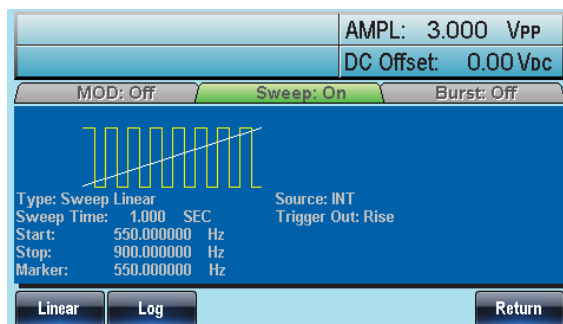 AMPL: 3.000 VPP
DC Offset: 0.00 VDC
MOD: Off Sweep: On Burst: Off
Type: Sweep Linear Source: INT
Sweep Time: 1.000 SEC Trigger Out: Rise
Start: 550.000000 Hz
Stop: 900.000000 Hz
Marker: 550.000000 Hz
Linear Log Return